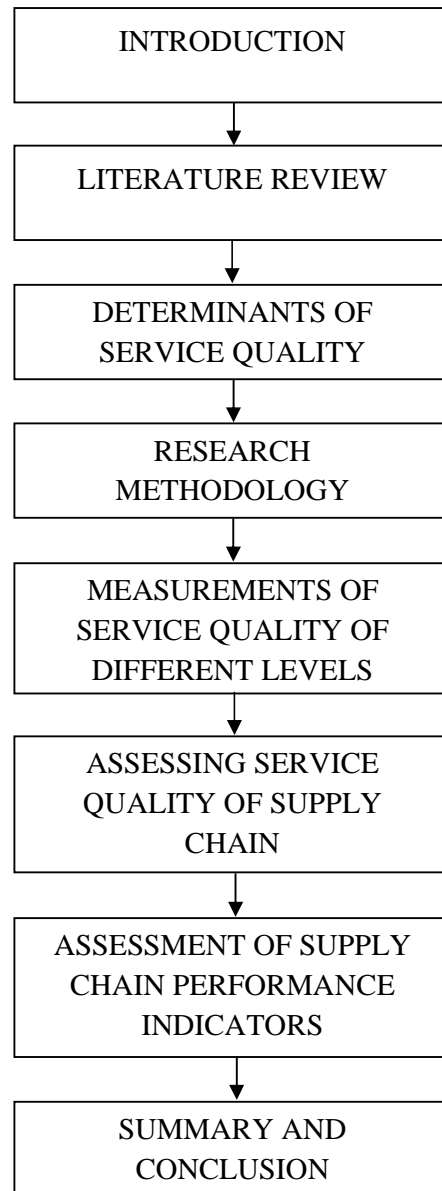 INTRODUCTION
LITERATURE REVIEW
DETERMINANTS OF
SERVICE QUALITY
RESEARCH
METHODOLOGY
MEASUREMENTS OF
SERVICE QUALITY OF
DIFFERENT LEVELS
ASSESSING SERVICE
QUALITY OF SUPPLY
CHAIN
ASSESSMENT OF SUPPLY
CHAIN PERFORMANCE
INDICATORS
SUMMARY AND
CONCLUSION